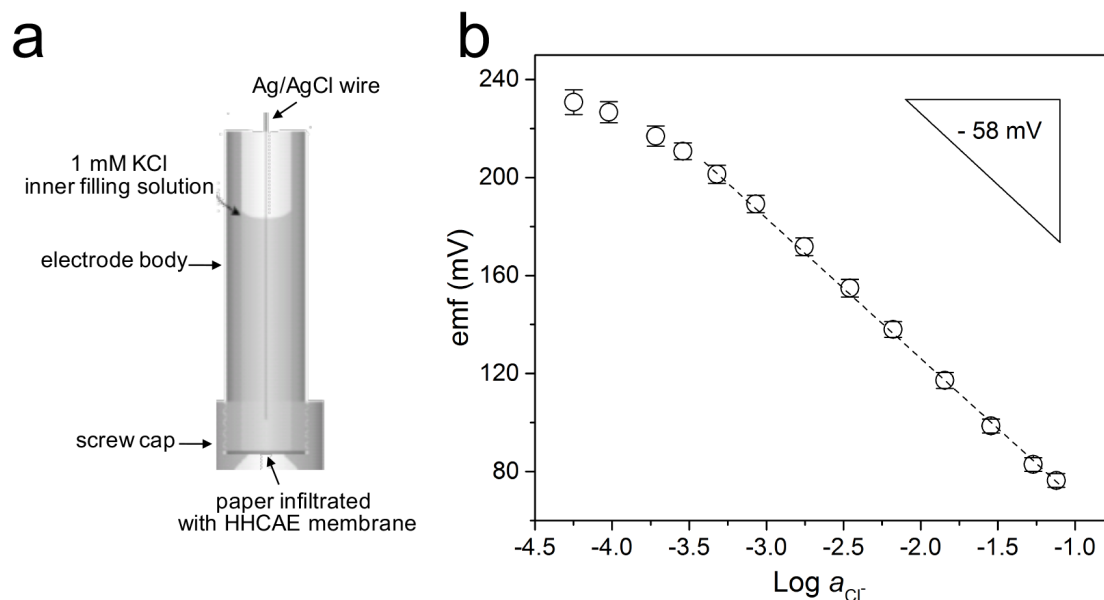 a
Ag/AgCl wire
1 mM KCl
inner filling solution
electrode body
screw cap
paper infiltrated
with HHCAE membrane
b
240
200
160
120
80
emf (mV)
- 58 mV
-4.5 -4.0 -3.5 -3.0 -2.5 -2.0 -1.5 -1.0
Log aCl-